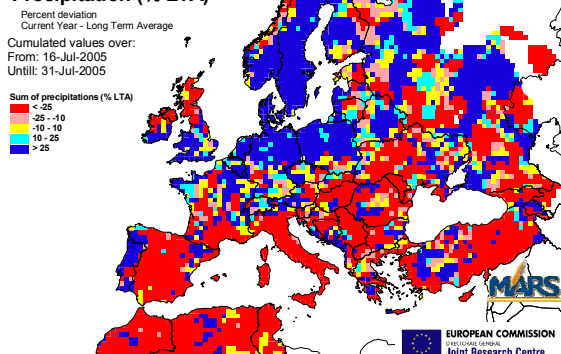 Precipitation (% LTA)
Percent deviation
Current Year - Long Term Average
Cumulated values over:
From: 16-Jul-2005
Untill: 31-Jul-2005
Sum of precipitations (% LTA)
< -25
-25 - -10
-10 - 10
10 - 25
> 25
MARS
EUROPEAN COMMISSION
DIRECTORATE GENERAL
Joint Research Centre